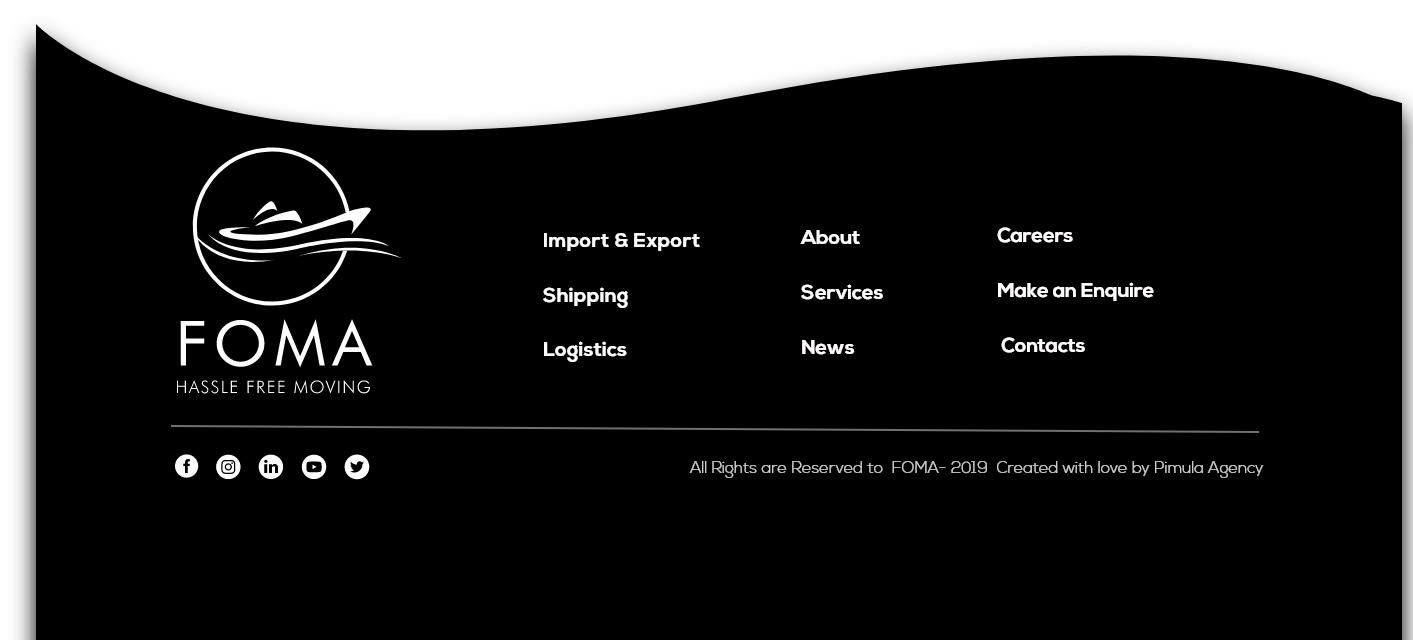 FOMA
HASSLE FREE MOVING
Import & Export
Shipping
Logistics
About
Services
News
Careers
Make an Enquire
Contacts
All Rights are Reserved to FOMA- 2019 Created with love by Pimula Agency